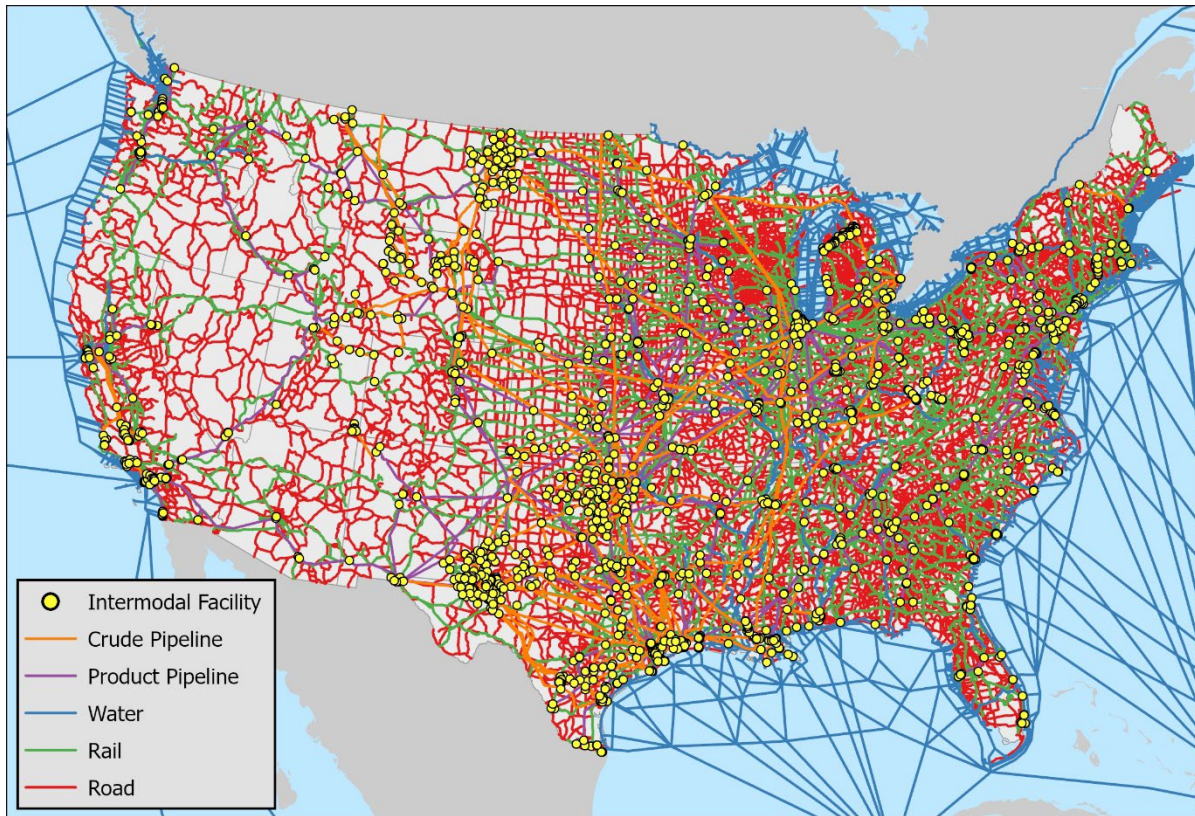 Intermodal Facility
Crude Pipeline
Product Pipeline
Water
Rail
Road